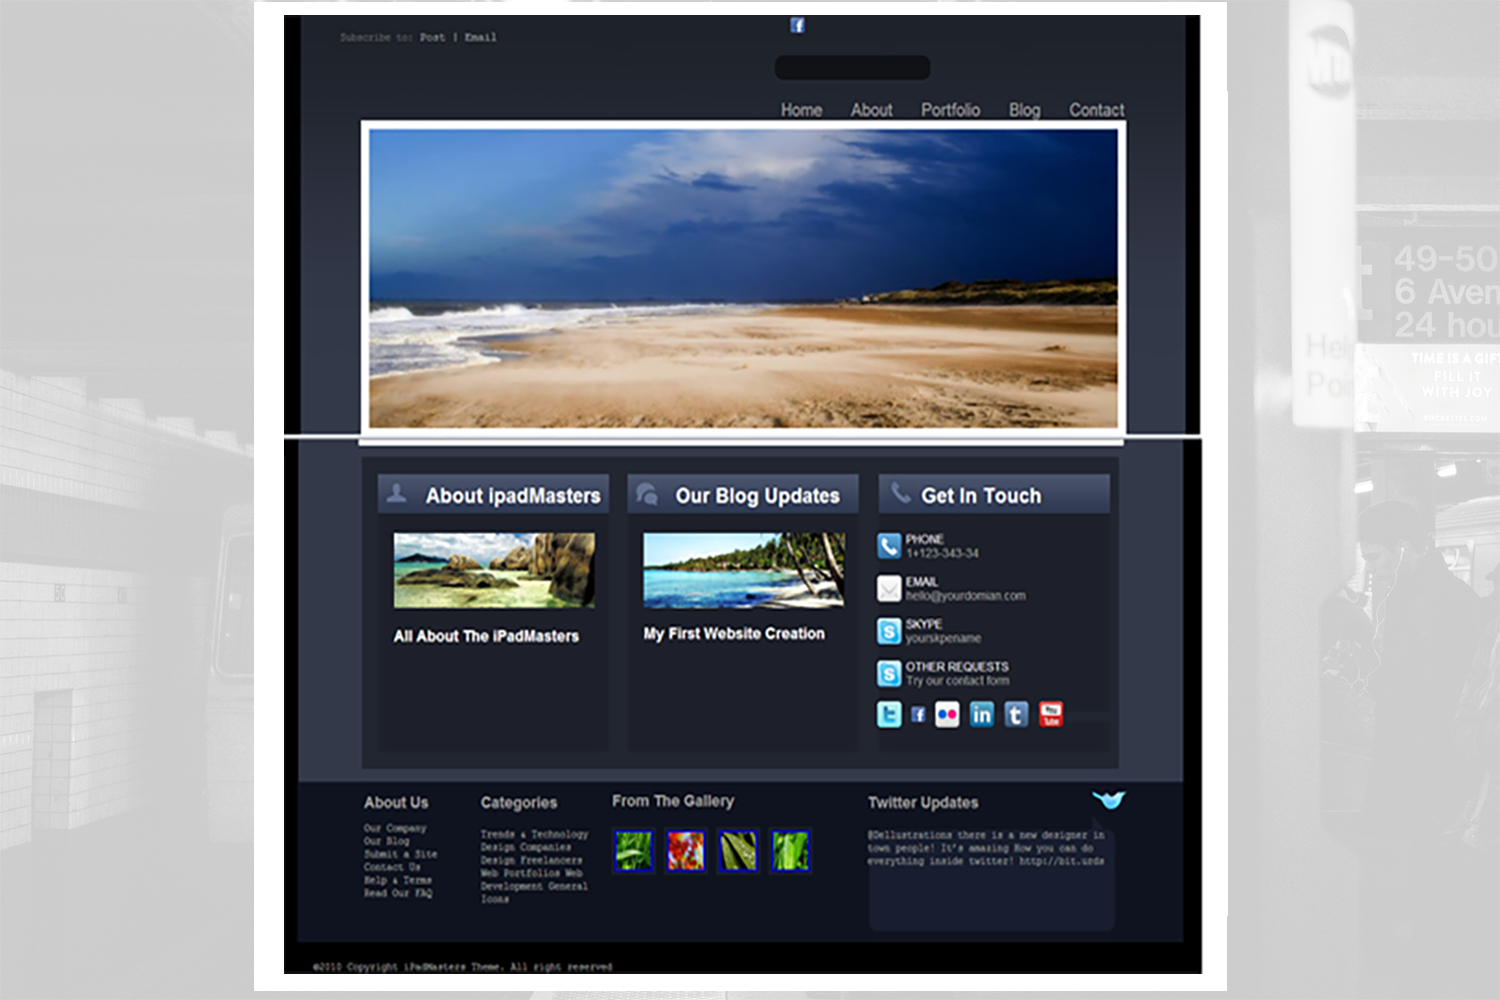 Subscribe to: Post | Email
Home About Portfolio Blog Contact
About ipadMasters
All About The iPadMasters
Our Blog Updates
My First Website Creation
Get In Touch
PHONE
1+123-343-34
EMAIL
hello@yourdomian.com
SKYPE
yourskpename
OTHER REQUESTS
Try our contact form
in
You
Tube
About Us
Our Company
Our Blog
Submit a Site
Contact Us
Help & Terms
Read Our FAQ
Categories
Trends & Technology
Design Companies
Design Freelancers
Web Portfolios Web
Development General
Icons
From The Gallery
Twitter Updates
@Dellustrations there is a new designer in
town people! It's amazing How you can do
everything inside twitter! http://bit.urds
©2010 Copyright iPadMasters Theme. All right reserved
49-50
6 Aven
24 hou
TIME IS A GIFT
FILL IT
WITH JOY